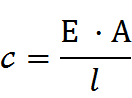 c = E · A / l